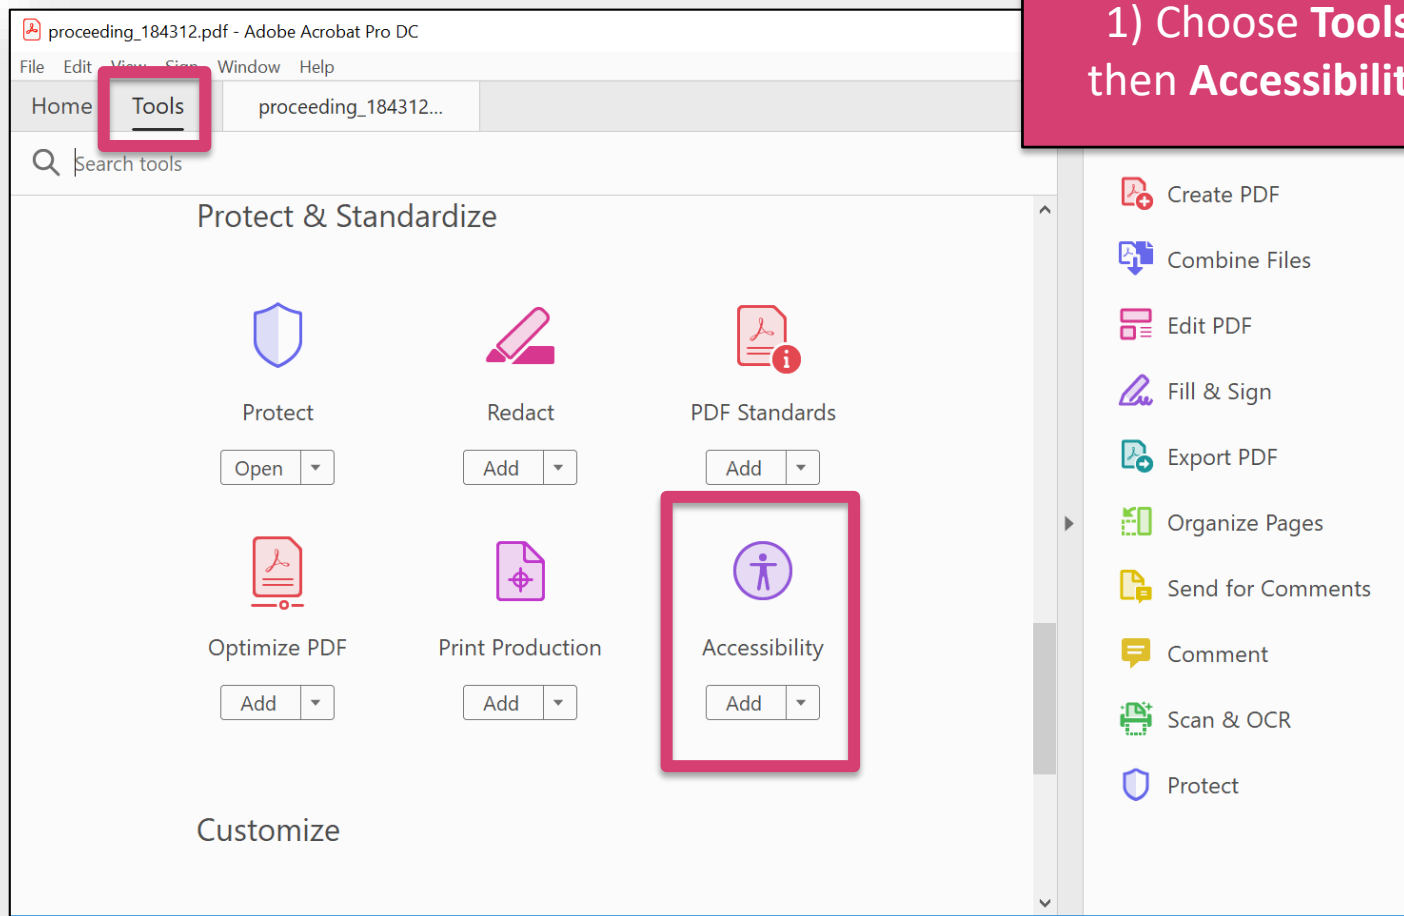 proceeding_184312.pdf - Adobe Acrobat Pro DC
1) Choose Tools
then Accessibilit
File Edit View Sign Window Help
Home Tools proceeding_184312...
Search tools
Protect & Standardize
Protect Redact PDF Standards
Open Add Add
Optimize PDF Print Production Accessibility
Add Add Add
Customize
Create PDF
Combine Files
Edit PDF
Fill & Sign
Export PDF
Organize Pages
Send for Comments
Comment
Scan & OCR
Protect